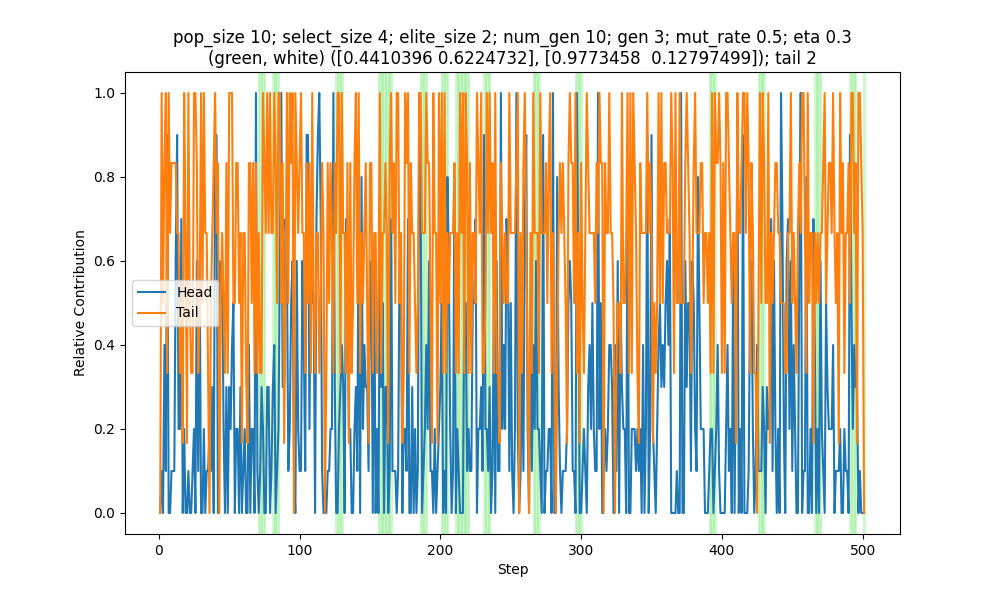 pop_size 10; select_size 4; elite_size 2; num_gen 10; gen 3; mut_rate 0.5; eta 0.3
(green, white) ([0.4410396 0.6224732], [0.9773458  0.12797499]); tail 2
1.0
0.8
0.6
0.4
0.2
0.0
Relative Contribution
Head
Tail
0
100
200
300
400
500
Step